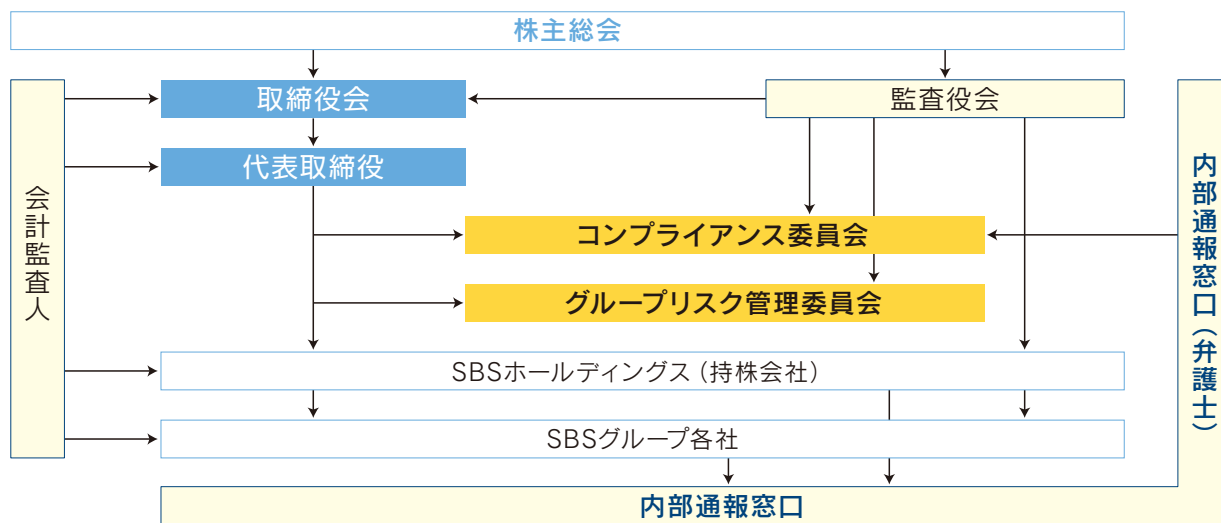 株主総会
取締役会
監査役会
代表取締役
会計監査人
コンプライアンス委員会
グループリスク管理委員会
内部通報窓口（弁護士）
SBSホールディングス（持株会社）
SBSグループ各社
内部通報窓口